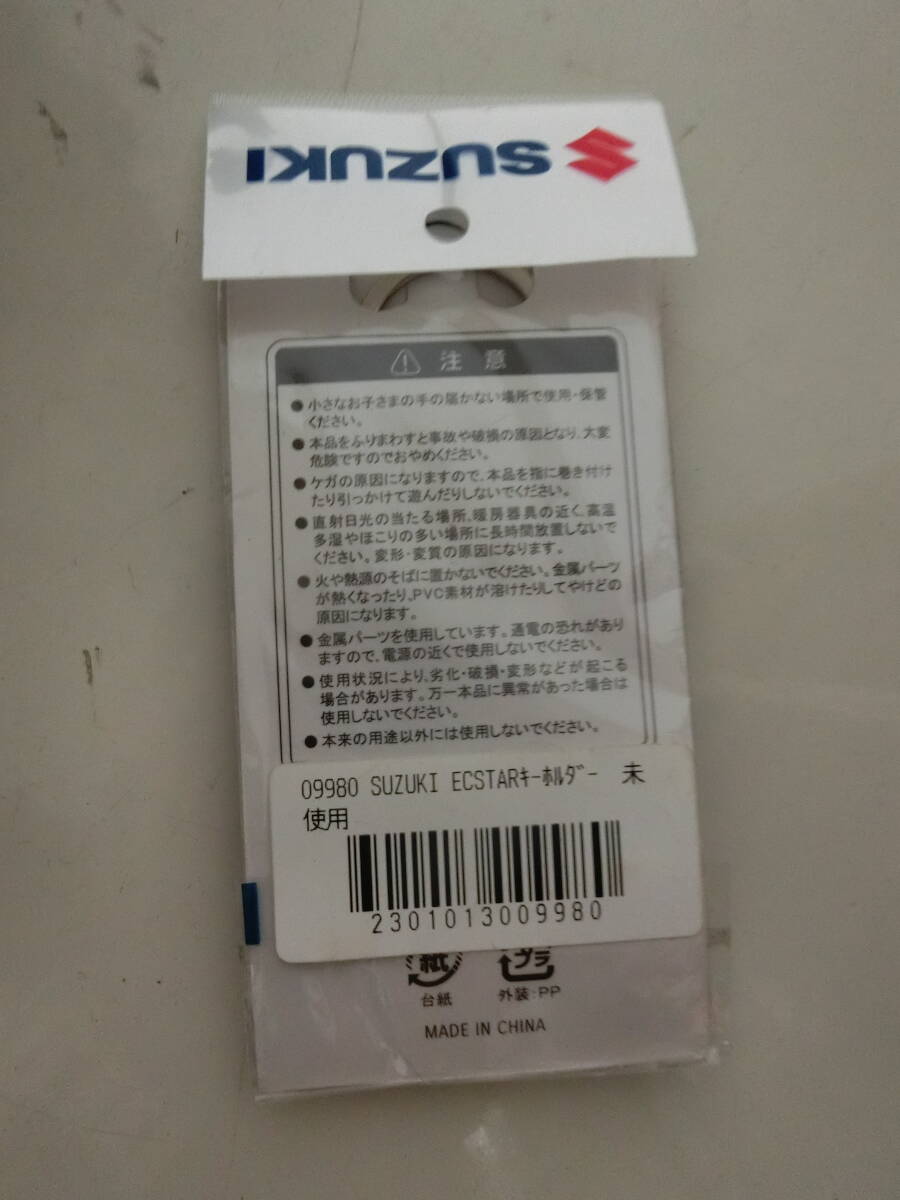 SUZUKI
注意
● 小さなお子さまの手の届かない場所で使用・保管
ください。
● 本品をふりまわすと事故や破損の原因となり、大変
危険ですのでおやめください。
● ケガの原因になりますので、本品を指に巻き付け
たり引っかけて遊んだりしないでください。
● 直射日光の当たる場所、暖房器具の近く、高温
多湿やほこりの多い場所に長時間放置しないで
ください。変形・変質の原因になります。
● 火や熱源のそばに置かないでください。金属パーツ
が熱くなったり、PVC素材が溶けたりしてやけどの
原因になります。
● 金属パーツを使用しています。通電の恐れがあり
ますので、電源の近くで使用しないでください。
● 使用状況により、劣化・破損・変形などが起こる
場合があります。万一本品に異常があった場合は
使用しないでください。
● 本来の用途以外には使用しないでください。
09980 SUZUKI ECSTARｷｰﾎﾙﾀﾞｰ 未
使用
2301013009980
紙 プラ
台紙 外装:PP
MADE IN CHINA